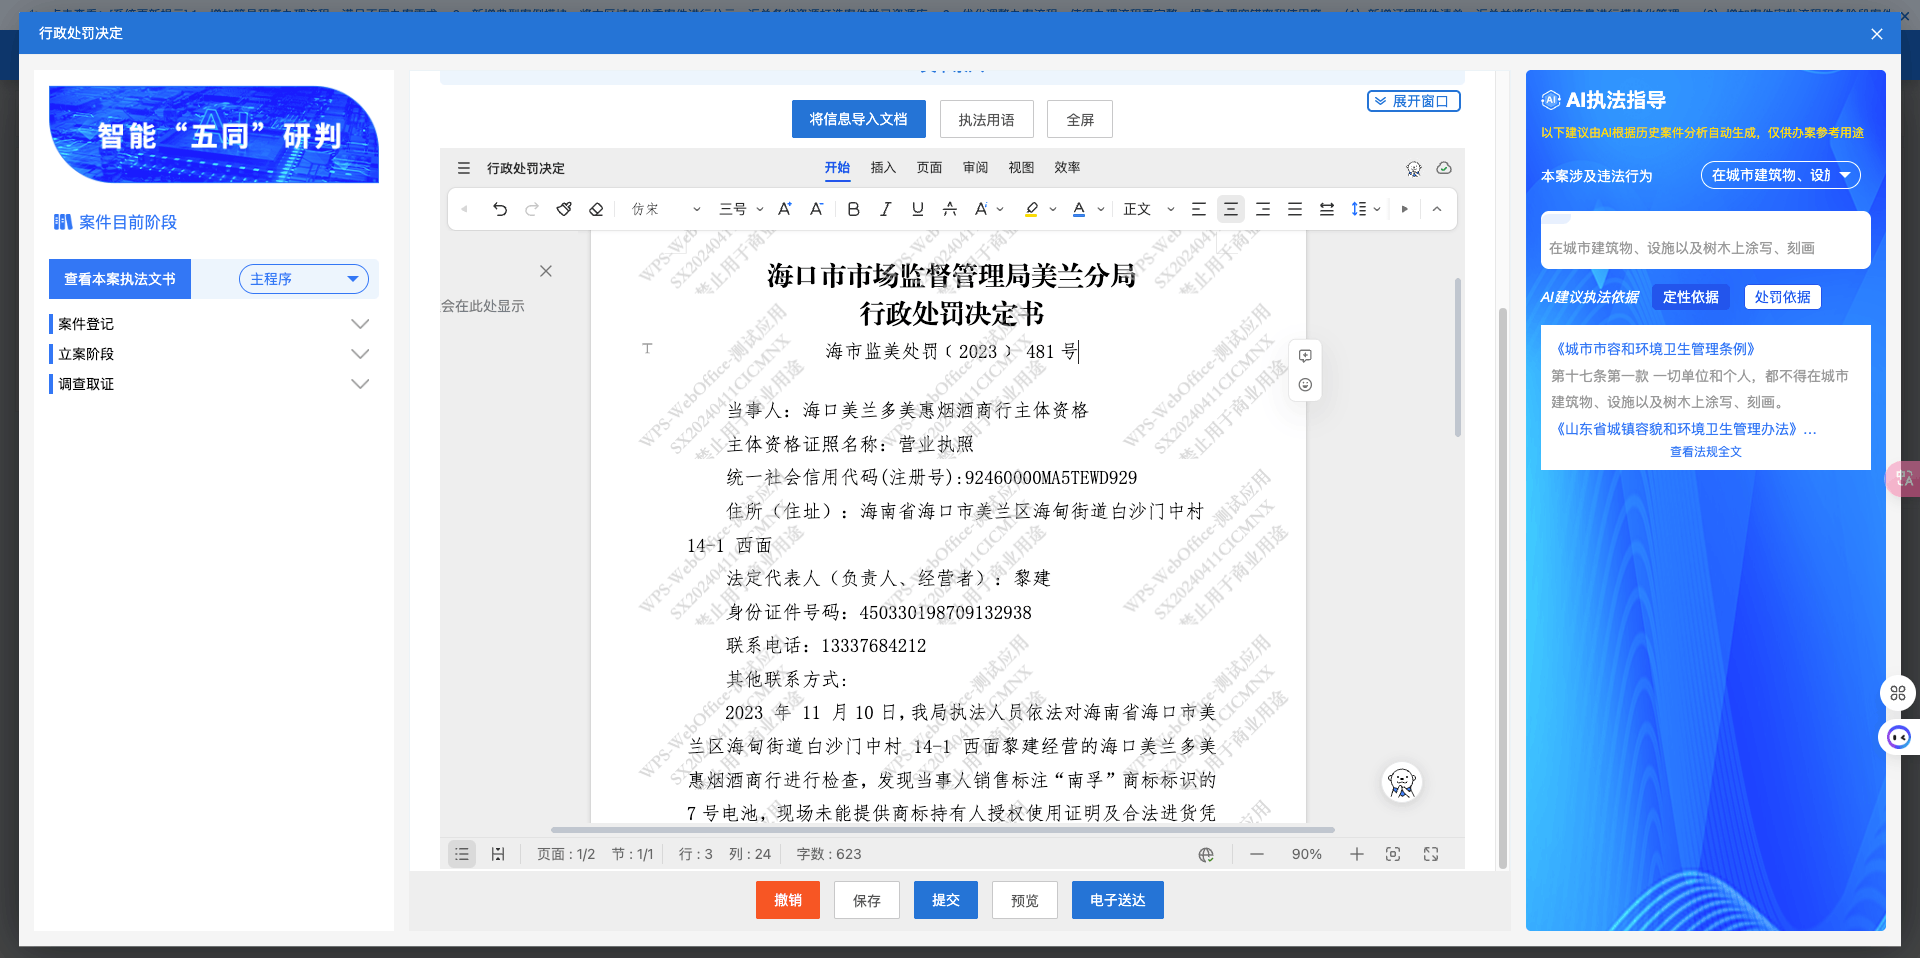 行政处罚决定
智能“五同”研判
案件目前阶段
查看本案执法文书
主程序
案件登记
立案阶段
调查取证
展开窗口
将信息导入文档
执法用语
全屏
行政处罚决定
开始
插入
页面
审阅
视图
效率
仿宋
三号
正文
会在此处显示
海口市市场监督管理局美兰分局
行政处罚决定书
海市监美处罚﹝2023﹞ 481 号
当事人：海口美兰多美惠烟酒商行主体资格
主体资格证照名称：营业执照
统一社会信用代码(注册号):92460000MA5TEWD929
住所（住址）：海南省海口市美兰区海甸街道白沙门中村
14-1 西面
法定代表人（负责人、经营者）：黎建
身份证件号码：450330198709132938
联系电话：13337684212
其他联系方式：
2023 年 11 月10日,我局执法人员依法对海南省海口市美
兰区海甸街道白沙门中村 14-1 西面黎建经营的海口美兰多美
惠烟酒商行进行检查，发现当事人销售标注“南孚”商标标识的
7号电池，现场未能提供商标持有人授权使用证明及合法进货凭
WPS-WebOffice-测试应用
SX20240411CICMNX
禁止用于商业用途
页面 : 1/2
节 : 1/1
行 : 3
列 : 24
字数 : 623
90%
撤销
保存
提交
预览
电子送达
AI执法指导
以下建议由AI根据历史案件分析自动生成，仅供办案参考用途
本案涉及违法行为
在城市建筑物、设施
在城市建筑物、设施以及树木上涂写、刻画
AI建议执法依据
定性依据
处罚依据
《城市市容和环境卫生管理条例》
第十七条第一款 一切单位和个人，都不得在城市
建筑物、设施以及树木上涂写、刻画。
《山东省城镇容貌和环境卫生管理办法》...
查看法规全文